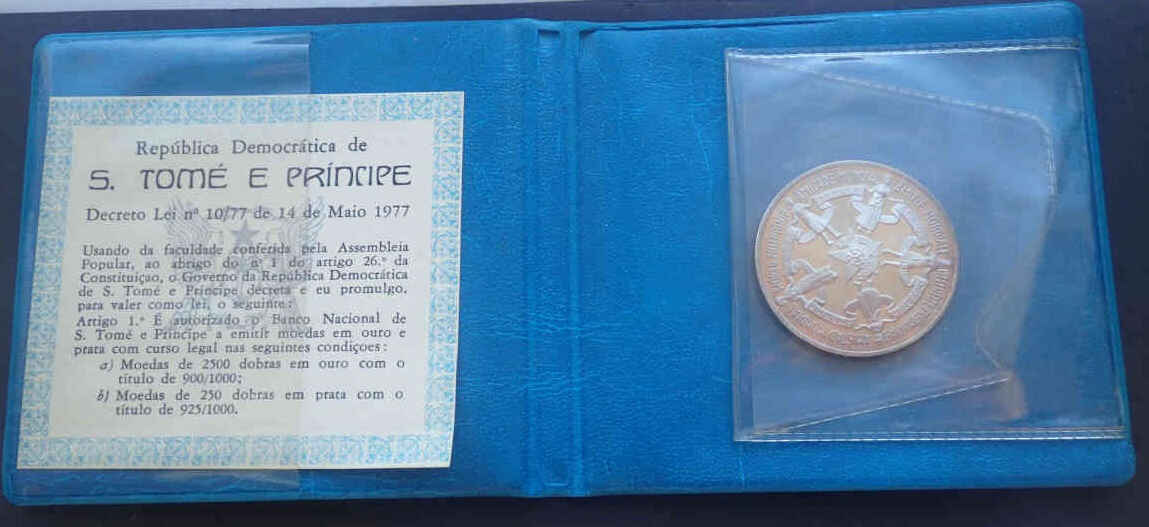 República Democrática de
S. TOMÉ E PRÍNCIPE
Decreto Lei nº 10/77 de 14 de Maio 1977
Usando da faculdade conferida pela Assembleia
Popular, ao abrigo do nº 1 do artigo 26.º da
Constituiçao, o Governo da República Democrática
de S. Tomé e Príncipe decreta e eu promulgo,
para valer como lei, o seguinte:
Artigo 1.º É autorizado o Banco Nacional de
S. Tomé e Príncipe a emitir moedas em ouro e
prata com curso legal nas seguintes condiçoes:
a) Moedas de 2500 dobras em ouro com o
título de 900/1000;
b) Moedas de 250 dobras em prata com o
título de 925/1000.